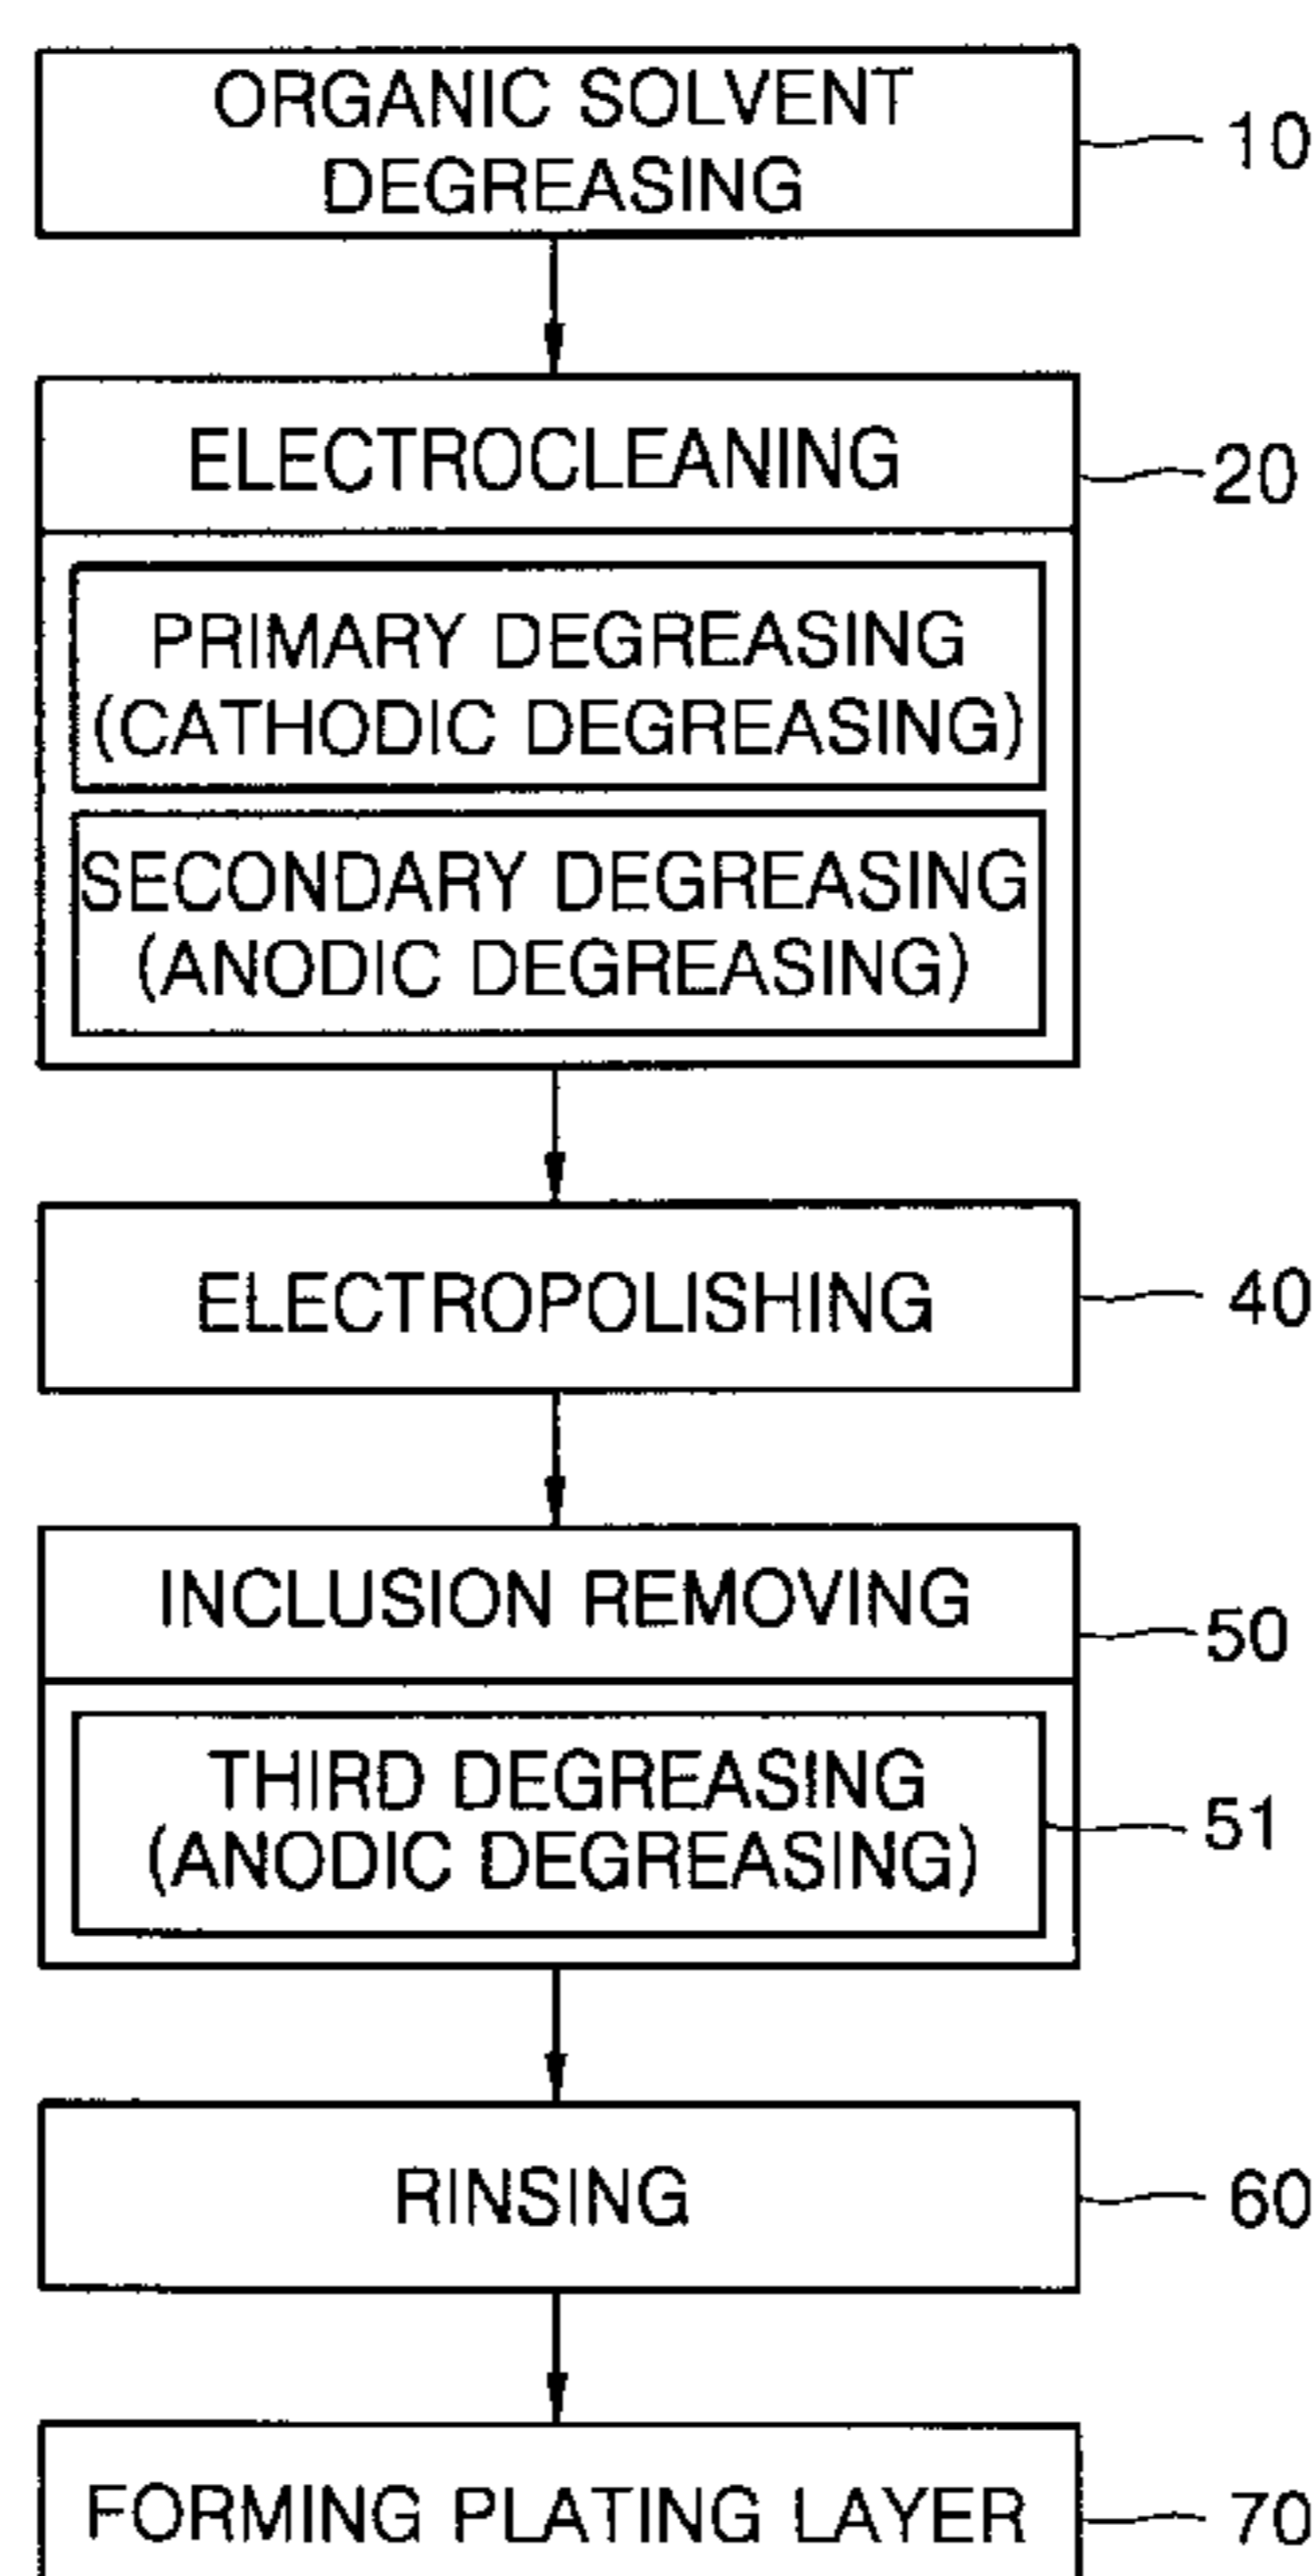 ORGANIC SOLVENT
DEGREASING
10
ELECTROCLEANING
20
PRIMARY DEGREASING
(CATHODIC DEGREASING)
SECONDARY DEGREASING
(ANODIC DEGREASING)
ELECTROPOLISHING
40
INCLUSION REMOVING
50
THIRD DEGREASING
(ANODIC DEGREASING)
51
RINSING
60
FORMING PLATING LAYER
70